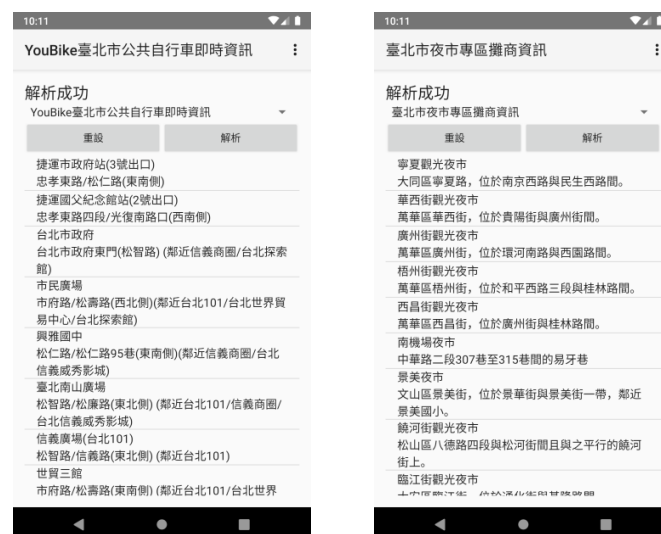 10:11
YouBike臺北市公共自行車即時資訊
解析成功
YouBike臺北市公共自行車即時資訊
重設
解析
捷運市政府站(3號出口)
忠孝東路/松仁路(東南側)
捷運國父紀念館站(2號出口)
忠孝東路四段/光復南路口(西南側)
台北市政府
台北市政府東門(松智路) (鄰近信義商圈/台北探索
館)
市民廣場
市府路/松壽路(西北側)(鄰近台北101/台北世界貿
易中心/台北探索館)
興雅國中
松仁路/松仁路95巷(東南側)(鄰近信義商圈/台北
信義威秀影城)
臺北南山廣場
松智路/松廉路(東北側) (鄰近台北101/信義商圈/
台北信義威秀影城)
信義廣場(台北101)
松智路/信義路(東北側) (鄰近台北101)
世貿三館
市府路/松壽路(東南側) (鄰近台北101/台北世界
10:11
臺北市夜市專區攤商資訊
解析成功
臺北市夜市專區攤商資訊
重設
解析
寧夏觀光夜市
大同區寧夏路，位於南京西路與民生西路間。
華西街觀光夜市
萬華區華西街，位於貴陽街與廣州街間。
廣州街觀光夜市
萬華區廣州街，位於環河南路與西園路間。
梧州街觀光夜市
萬華區梧州街，位於和平西路三段與桂林路間。
西昌街觀光夜市
萬華區西昌街，位於廣州街與桂林路間。
南機場夜市
中華路二段307巷至315巷間的易牙巷
景美夜市
文山區景美街，位於景華街與景美街一帶，鄰近
景美國小。
饒河街觀光夜市
松山區八德路四段與松河街間且與之平行的饒河
街上。
臨江街觀光夜市